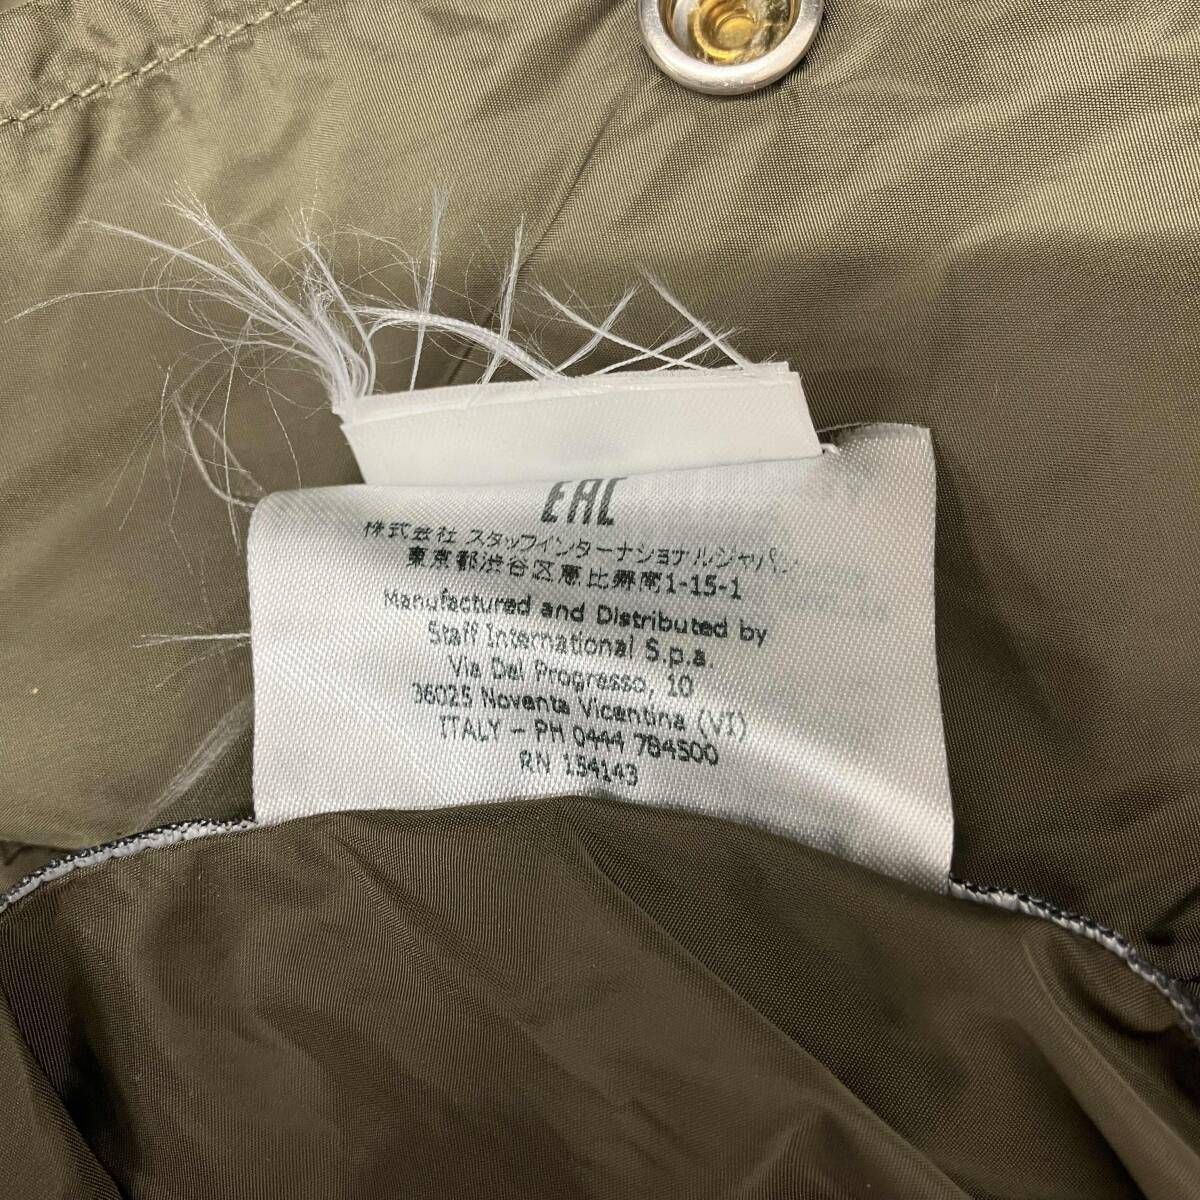 EAC
株式会社 スタッフインターナショナルジャパン
東京都渋谷区恵比寿南1-15-1
Manufactured and Distributed by
Staff International S.p.a.
Via Del Progresso, 10
36025 Noventa Vicentina (VI)
ITALY - PH 0444 784500
RN 154143